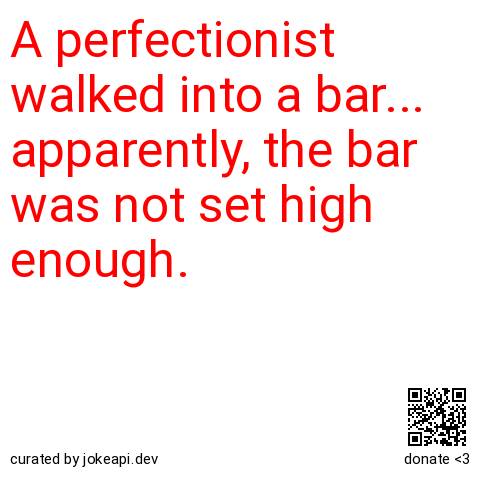 A perfectionist
walked into a bar...
apparently, the bar
was not set high
enough.
curated by jokeapi.dev
donate <3